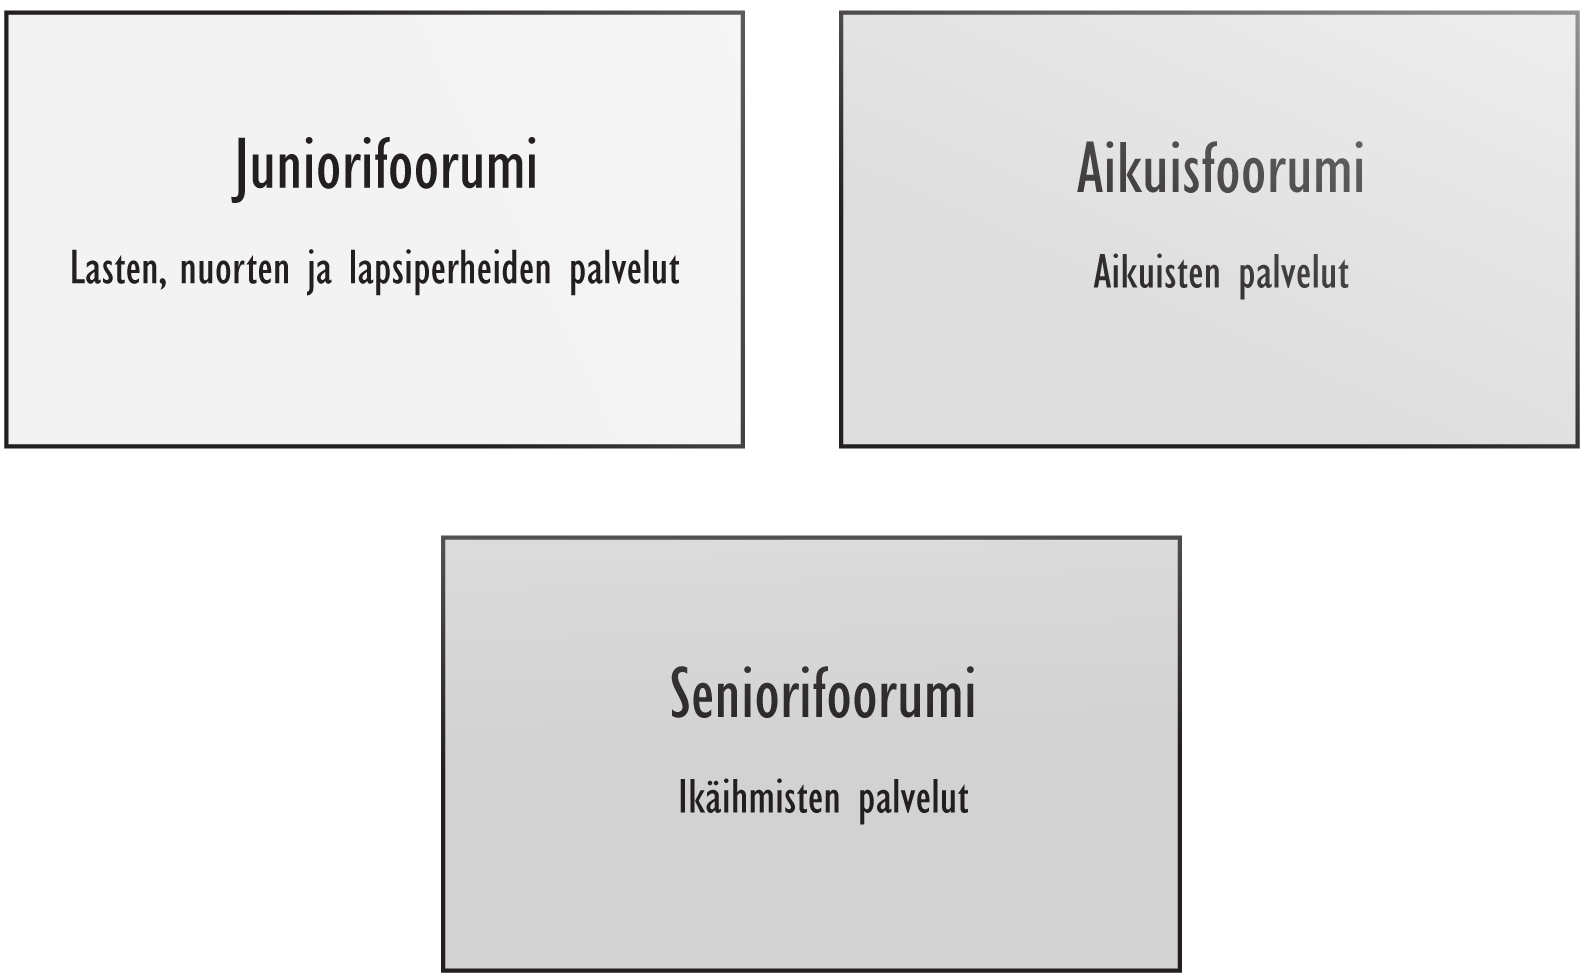 Juniorifoorumi
Lasten, nuorten ja lapsiperheiden palvelut
Aikuisfoorumi
Aikuisten palvelut
Seniorifoorumi
Ikäihmisten palvelut